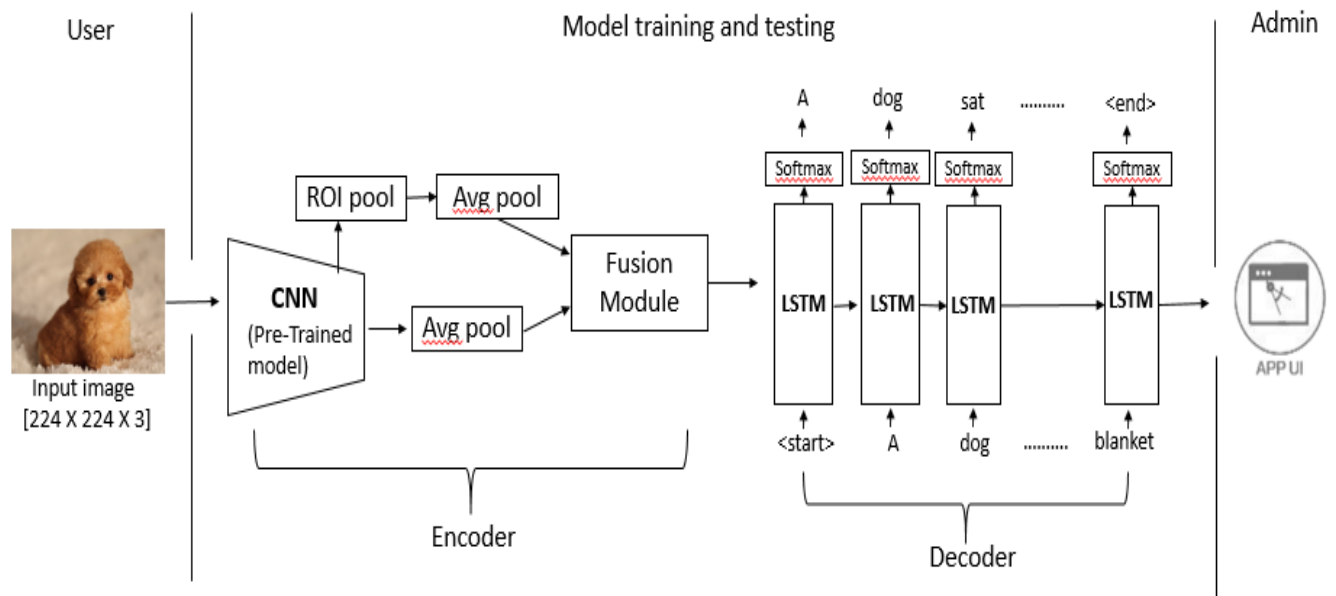 User
Model training and testing
Admin
A
dog
sat
..........
<end>
Softmax
Softmax
Softmax
Softmax
ROI pool
Avg pool
Fusion
Module
CNN
(Pre-Trained
model)
Avg pool
LSTM
LSTM
LSTM
LSTM
APP UI
Input image
[224 X 224 X 3]
<start>
A
dog
..........
blanket
Encoder
Decoder